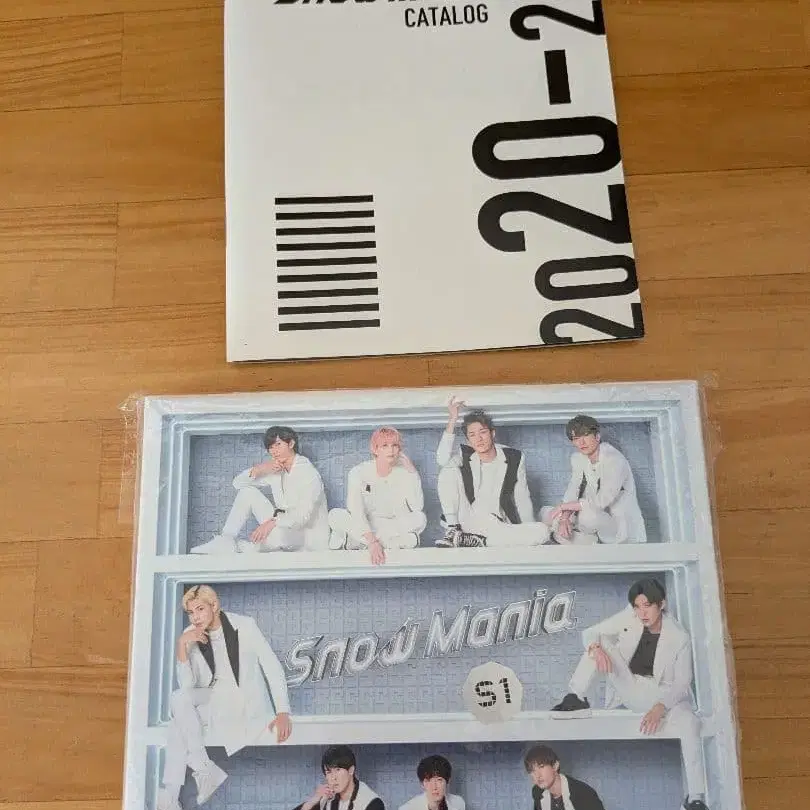 CATALOG
2020-2
Snow Mania
S1